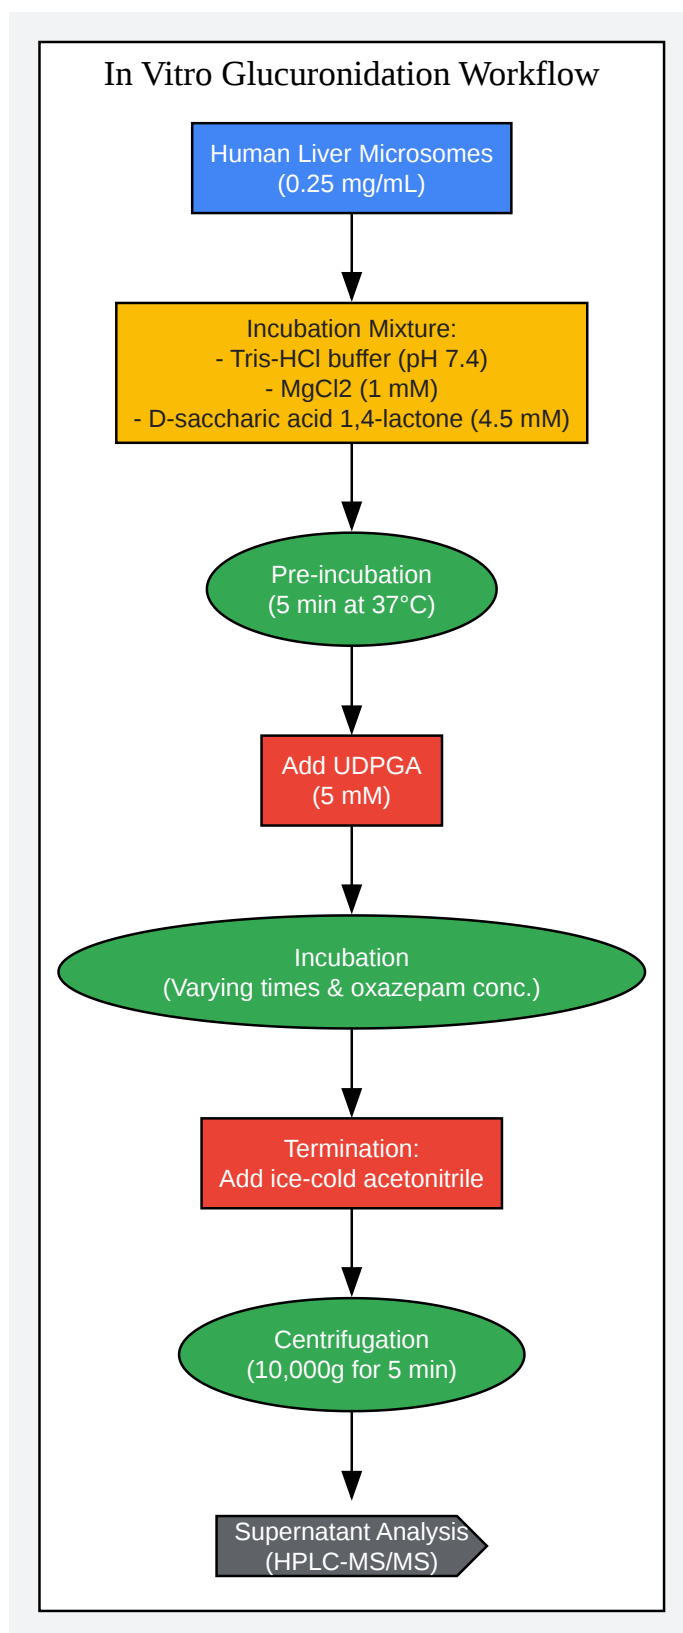 In Vitro Glucuronidation Workflow
Human Liver Microsomes
(0.25 mg/mL)
Incubation Mixture:
- Tris-HCl buffer (pH 7.4)
- MgCl2 (1 mM)
- D-saccharic acid 1,4-lactone (4.5 mM)
Pre-incubation
(5 min at 37°C)
Add UDPGA
(5 mM)
Incubation
(Varying times & oxazepam conc.)
Termination:
Add ice-cold acetonitrile
Centrifugation
(10,000g for 5 min)
Supernatant Analysis
(HPLC-MS/MS)